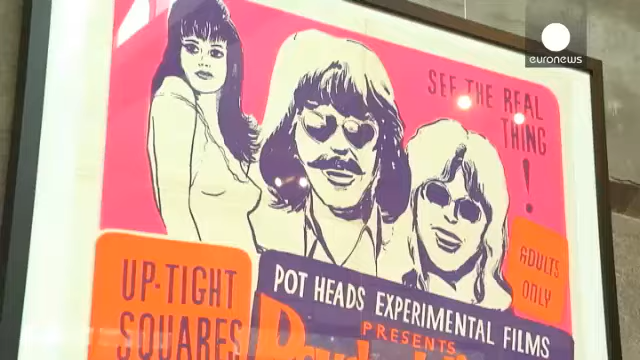 euronews
SEE THE REAL
THING
!
ADULTS
ONLY
UP-TIGHT
SQUARES
POT HEADS EXPERIMENTAL FILMS
PRESENTS